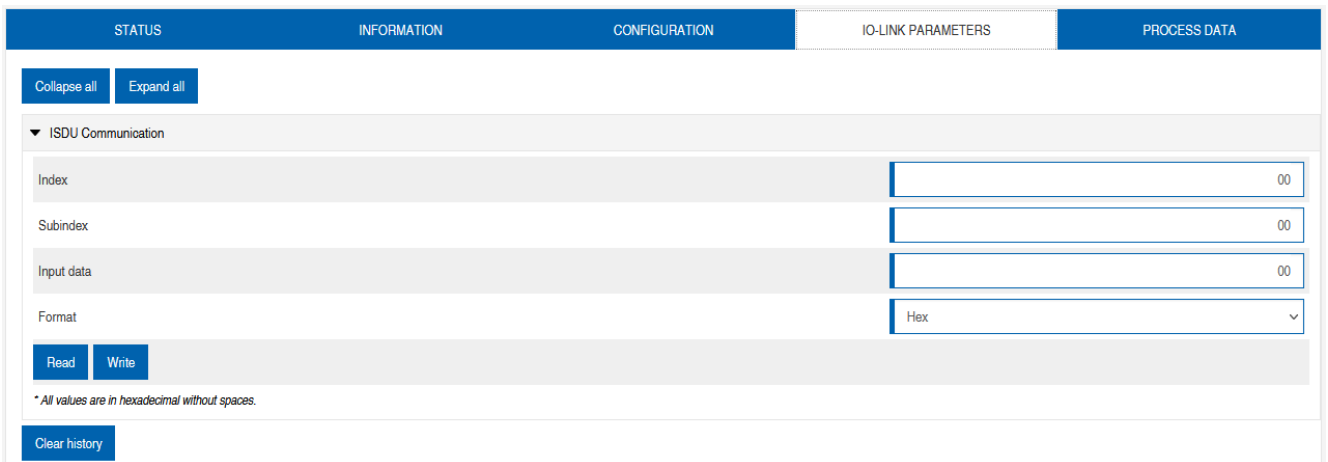 STATUS INFORMATION CONFIGURATION IO-LINK PARAMETERS PROCESS DATA
Collapse all Expand all
ISDU Communication
Index 00
Subindex 00
Input data 00
Format Hex
Read Write
* All values are in hexadecimal without spaces.
Clear history